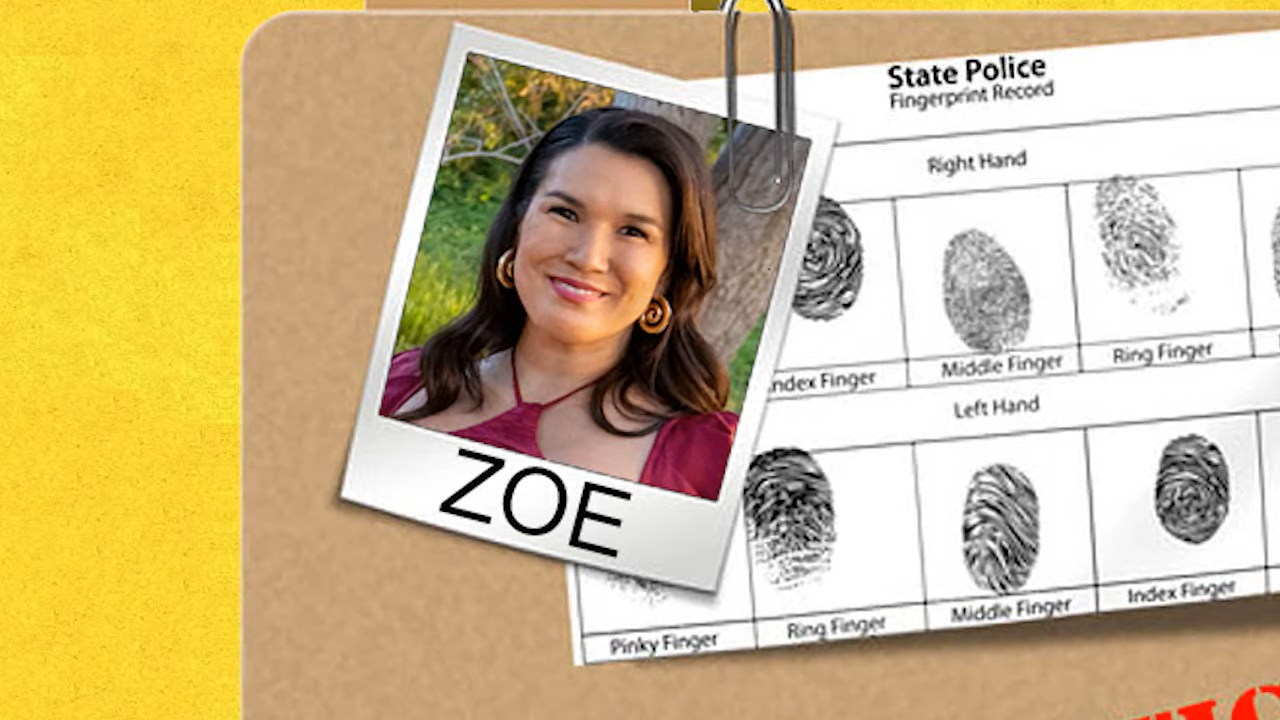 ZOE
State Police
Fingerprint Record
Right Hand
Index Finger
Middle Finger
Ring Finger
Left Hand
Pinky Finger
Ring Finger
Middle Finger
Index Finger